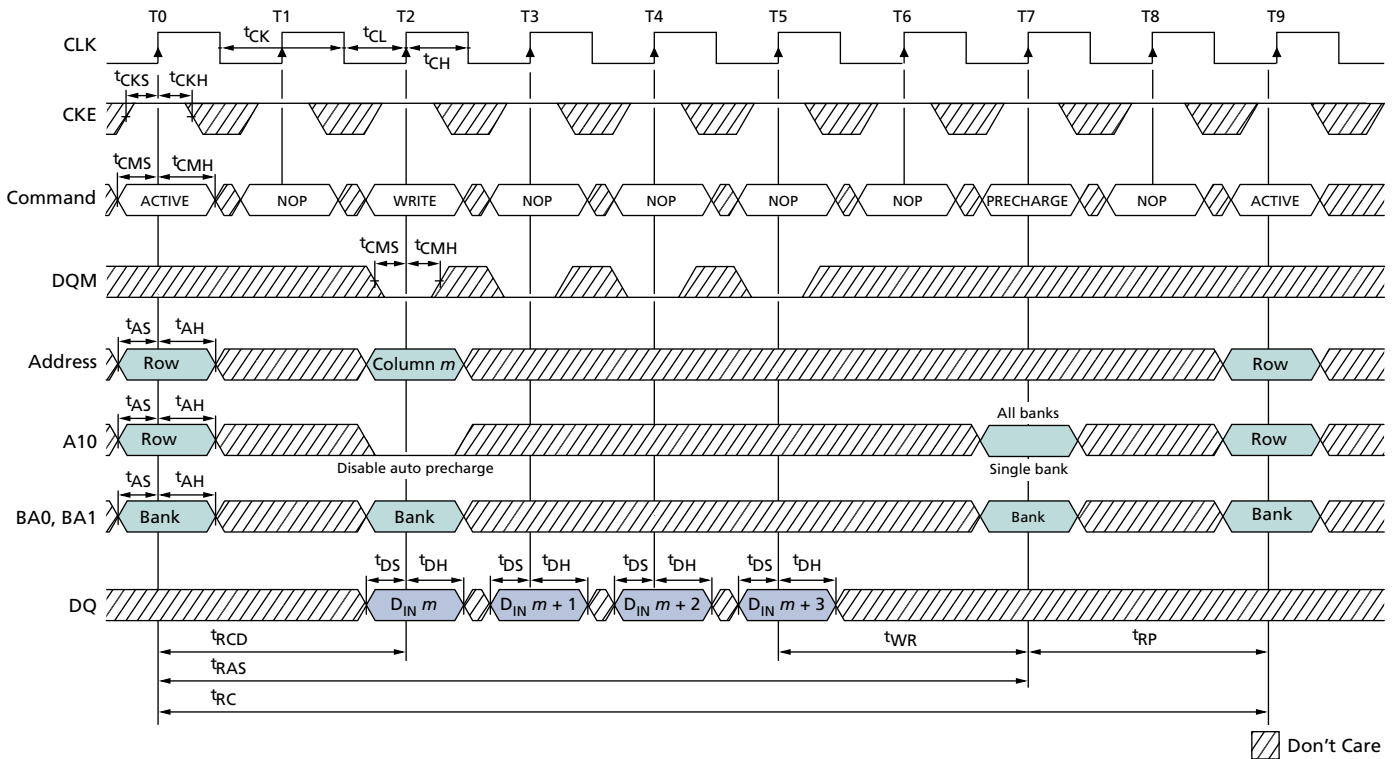 T0 T1 T2 T3 T4 T5 T6 T7 T8 T9
CLK tCK tCL tCH
tCKS tCKH
CKE
tCMS tCMH
Command ACTIVE NOP WRITE NOP NOP NOP NOP PRECHARGE NOP ACTIVE
tCMS tCMH
DQM
tAS tAH
Address Row Column m Row
tAS tAH All banks
A10 Row Row
Disable auto precharge Single bank
tAS tAH
BA0, BA1 Bank Bank Bank Bank
tDS tDH tDS tDH tDS tDH tDS tDH
DQ DIN m DIN m + 1 DIN m + 2 DIN m + 3
tRCD tWR tRP
tRAS
tRC
Don't Care